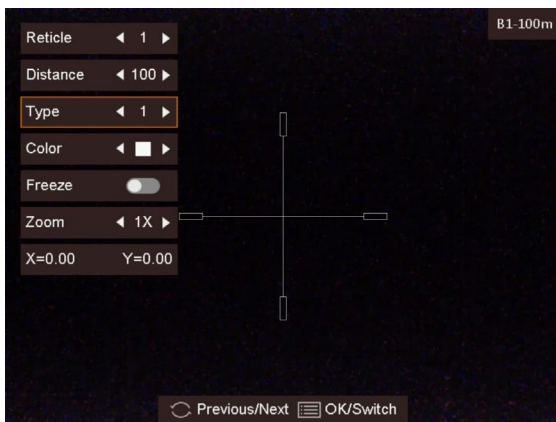 B1-100m
Reticle 1
Distance 100
Type 1
Color
Freeze
Zoom 1X
X=0.00 Y=0.00
Previous/Next OK/Switch